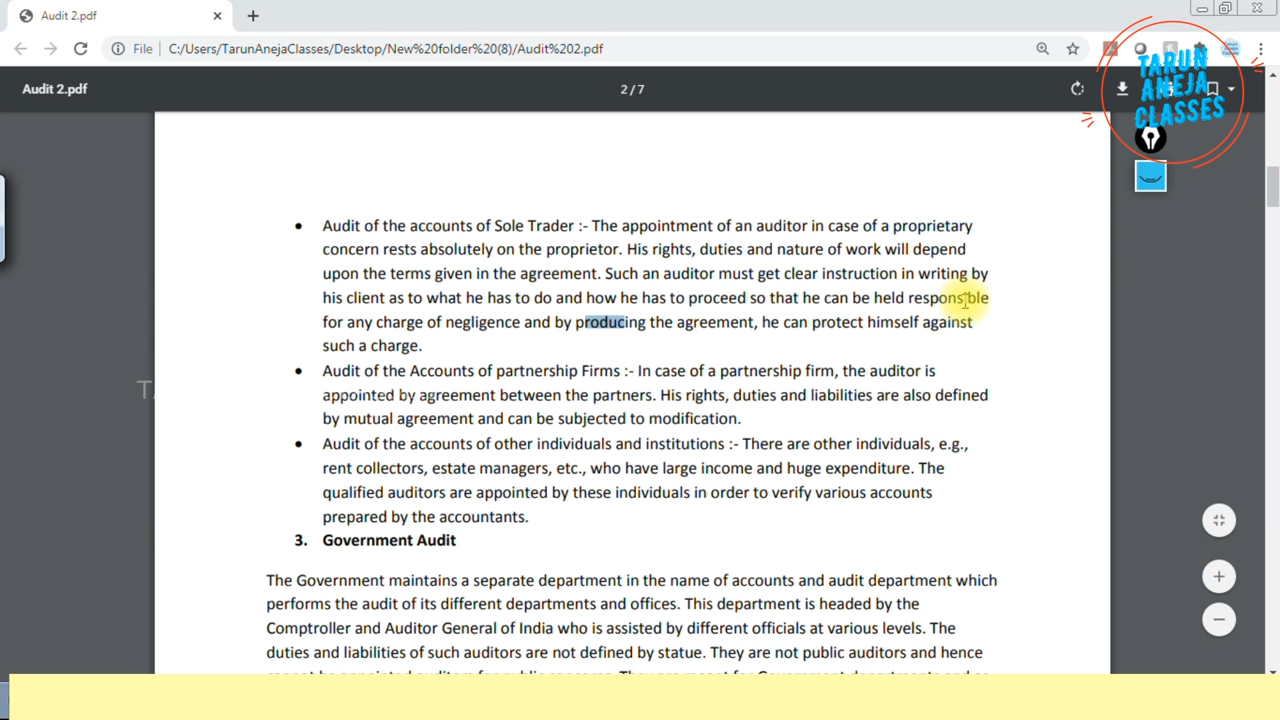 Audit 2.pdf
File C:/Users/TarunAnejaClasses/Desktop/New%20folder%20(8)/Audit%202.pdf
Audit 2.pdf
2 / 7
TARUN
ANEJA
CLASSES
• Audit of the accounts of Sole Trader :- The appointment of an auditor in case of a proprietary
concern rests absolutely on the proprietor. His rights, duties and nature of work will depend
upon the terms given in the agreement. Such an auditor must get clear instruction in writing by
his client as to what he has to do and how he has to proceed so that he can be held responsible
for any charge of negligence and by producing the agreement, he can protect himself against
such a charge.
• Audit of the Accounts of partnership Firms :- In case of a partnership firm, the auditor is
appointed by agreement between the partners. His rights, duties and liabilities are also defined
by mutual agreement and can be subjected to modification.
• Audit of the accounts of other individuals and institutions :- There are other individuals, e.g.,
rent collectors, estate managers, etc., who have large income and huge expenditure. The
qualified auditors are appointed by these individuals in order to verify various accounts
prepared by the accountants.
3. Government Audit
The Government maintains a separate department in the name of accounts and audit department which
performs the audit of its different departments and offices. This department is headed by the
Comptroller and Auditor General of India who is assisted by different officials at various levels. The
duties and liabilities of such auditors are not defined by statue. They are not public auditors and hence